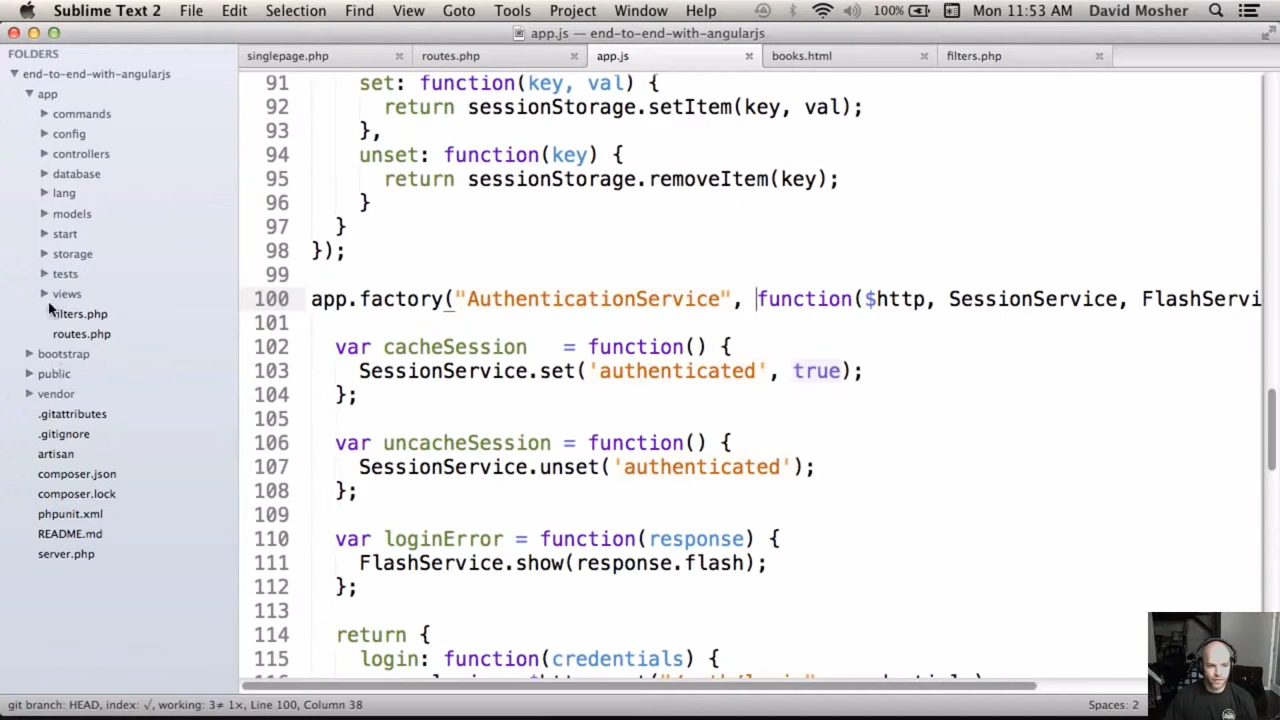 Sublime Text 2 File Edit Selection Find View Goto Tools Project Window Help 100% Mon 11:53 AM David Mosher
app.js — end-to-end-with-angularjs
FOLDERS
end-to-end-with-angularjs
app
commands
config
controllers
database
lang
models
start
storage
tests
views
filters.php
routes.php
bootstrap
public
vendor
.gitattributes
.gitignore
artisan
composer.json
composer.lock
phpunit.xml
README.md
server.php
singlepage.php routes.php app.js books.html filters.php
91 set: function(key, val) {
92 return sessionStorage.setItem(key, val);
93 },
94 unset: function(key) {
95 return sessionStorage.removeItem(key);
96 }
97 }
98 });
99
100 app.factory("AuthenticationService", function($http, SessionService, FlashServi
101
102 var cacheSession   = function() {
103 SessionService.set('authenticated', true);
104 };
105
106 var uncacheSession = function() {
107 SessionService.unset('authenticated');
108 };
109
110 var loginError = function(response) {
111 FlashService.show(response.flash);
112 };
113
114 return {
115 login: function(credentials) {
git branch: HEAD, index: √, working: 3≠ 1×, Line 100, Column 38 Spaces: 2